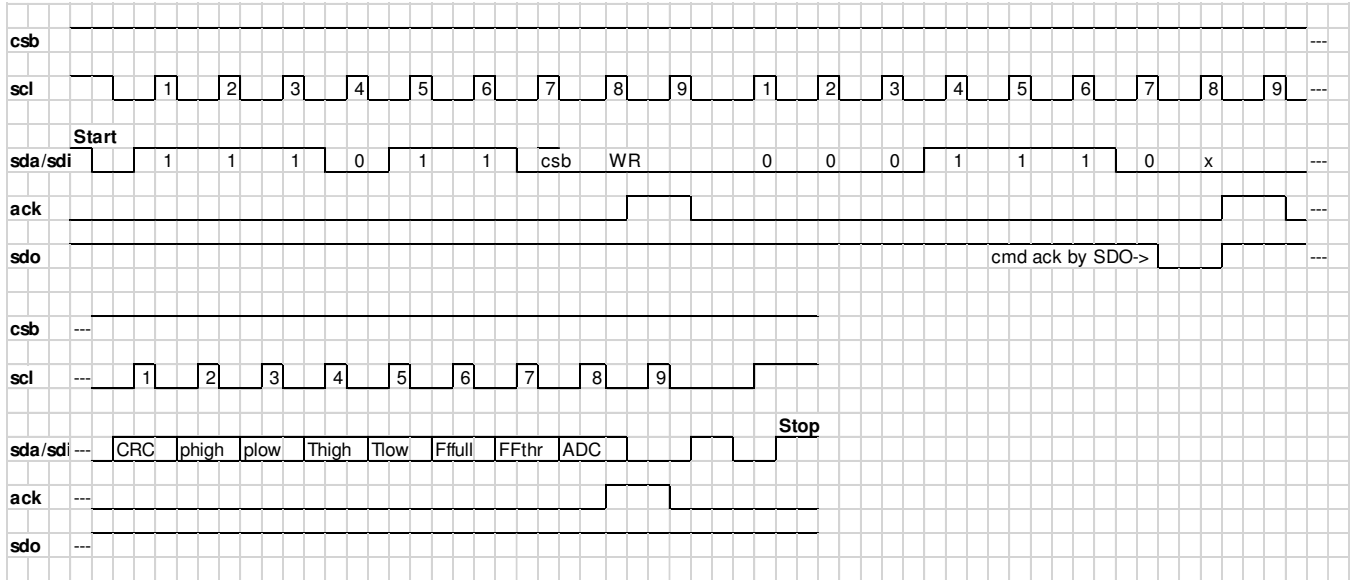 csb ---
scl 1 2 3 4 5 6 7 8 9 1 2 3 4 5 6 7 8 9 ---
Start
sda/sdi 1 1 1 0 1 1 csb WR 0 0 0 1 1 1 0 x ---
ack ---
sdo cmd ack by SDO-> ---
csb ---
scl --- 1 2 3 4 5 6 7 8 9
Stop
sda/sdi --- CRC phigh plow Thigh Tlow Fffull FFthr ADC
ack ---
sdo ---